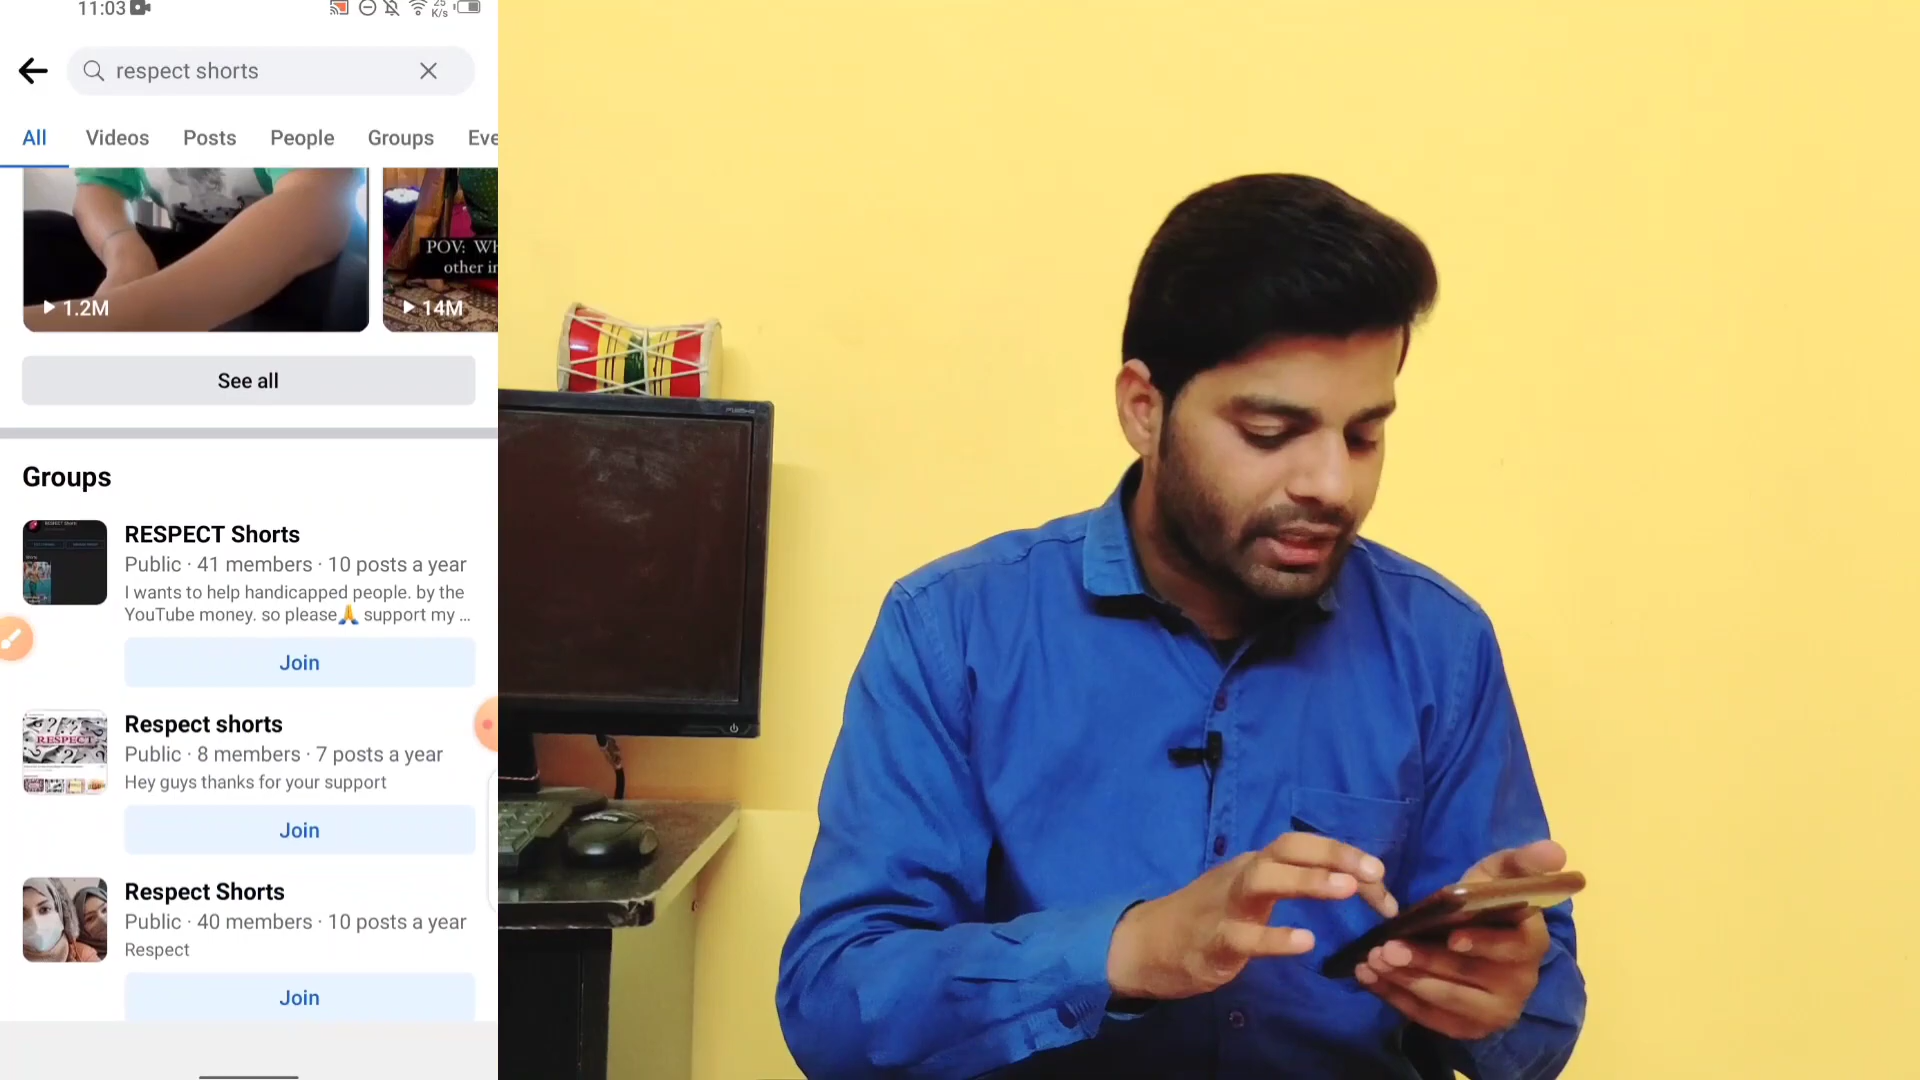 11:03
25
K/s
respect shorts
All
Videos
Posts
People
Groups
Eve
POV: Wh
other in
1.2M
14M
See all
Groups
RESPECT Shorts
Public · 41 members · 10 posts a year
I wants to help handicapped people. by the
YouTube money. so please🙏 support my ...
Join
RESPECT
Respect shorts
Public · 8 members · 7 posts a year
Hey guys thanks for your support
Join
Respect Shorts
Public · 40 members · 10 posts a year
Respect
Join